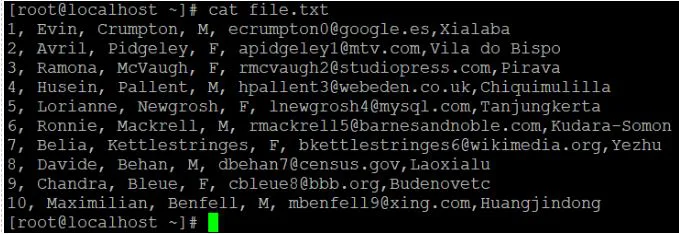 [root@localhost ~]# cat file.txt
1, Evin, Crumpton, M, ecrumpton0@google.es,Xialaba
2, Avril, Pidgeley, F, apidgeley1@mtv.com,Vila do Bispo
3, Ramona, McVaugh, F, rmcvaugh2@studiopress.com,Pirava
4, Husein, Pallent, M, hpallent3@webeden.co.uk,Chiquimulilla
5, Lorianne, Newgrosh, F, lnewgrosh4@mysql.com,Tanjungkerta
6, Ronnie, Mackrell, M, rmackrell5@barnesandnoble.com,Kudara-Somon
7, Belia, Kettlestringes, F, bkettlestringes6@wikimedia.org,Yezhu
8, Davide, Behan, M, dbehan7@census.gov,Laoxialu
9, Chandra, Bleue, F, cbleue8@bbb.org,Budenovetc
10, Maximilian, Benfell, M, mbenfell9@xing.com,Huangjindong
[root@localhost ~]#